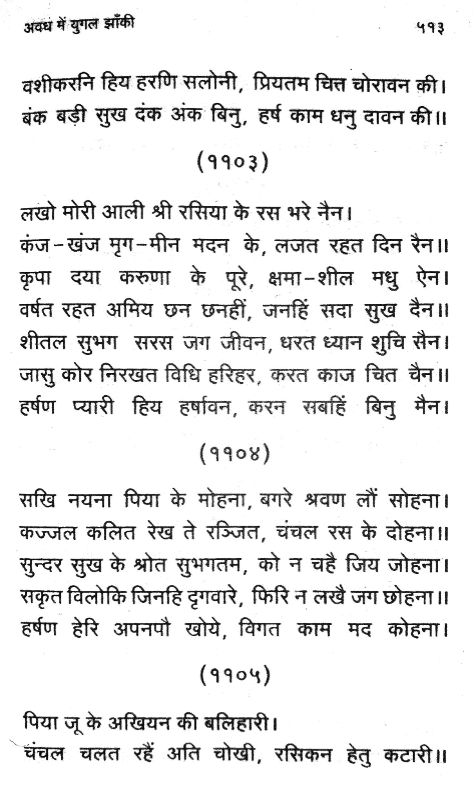 अवध में युगल झाँकी
५१३
वशीकरनि हिय हरणि सलोनी, प्रियतम चित्त चोरावन की।
बंक बड़ी सुख दंक अंक बिनु, हर्ष काम धनु दावन की॥
(११०३)
लखो मोरी आली श्री रसिया के रस भरे नैन।
कंज-खंज मृग-मीन मदन के, लजत रहत दिन रैन॥
कृपा दया करुणा के पूरे, क्षमा-शील मधु ऐन।
वर्षत रहत अमिय छन छनहीं, जनहिं सदा सुख दैन॥
शीतल सुभग सरस जग जीवन, धरत ध्यान शुचि सैन।
जासु कोर निरखत विधि हरिहर, करत काज चित चैन॥
हर्षण प्यारी हिय हर्षावन, करन सबहिं बिनु मैन।
(११०४)
सखि नयना पिया के मोहना, बगरे श्रवण लौं सोहना।
कज्जल कलित रेख ते रञ्जित, चंचल रस के दोहना॥
सुन्दर सुख के श्रोत सुभगतम, को न चहै जिय जोहना।
सकृत विलोकि जिनहि दृगवारे, फिरि न लखै जग छोहना॥
हर्षण हेरि अपनपौ खोये, विगत काम मद कोहना।
(११०५)
पिया जू के अखियन की बलिहारी।
चंचल चलत रहैं अति चोखी, रसिकन हेतु कटारी॥